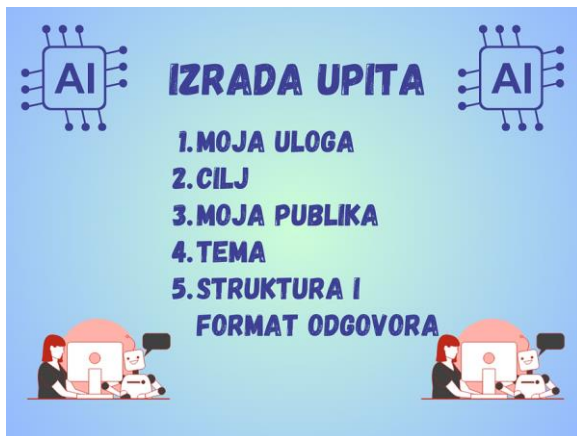 AI
IZRADA UPITA
AI
1. MOJA ULOGA
2. CILJ
3. MOJA PUBLIKA
4. TEMA
5. STRUKTURA I
FORMAT ODGOVORA